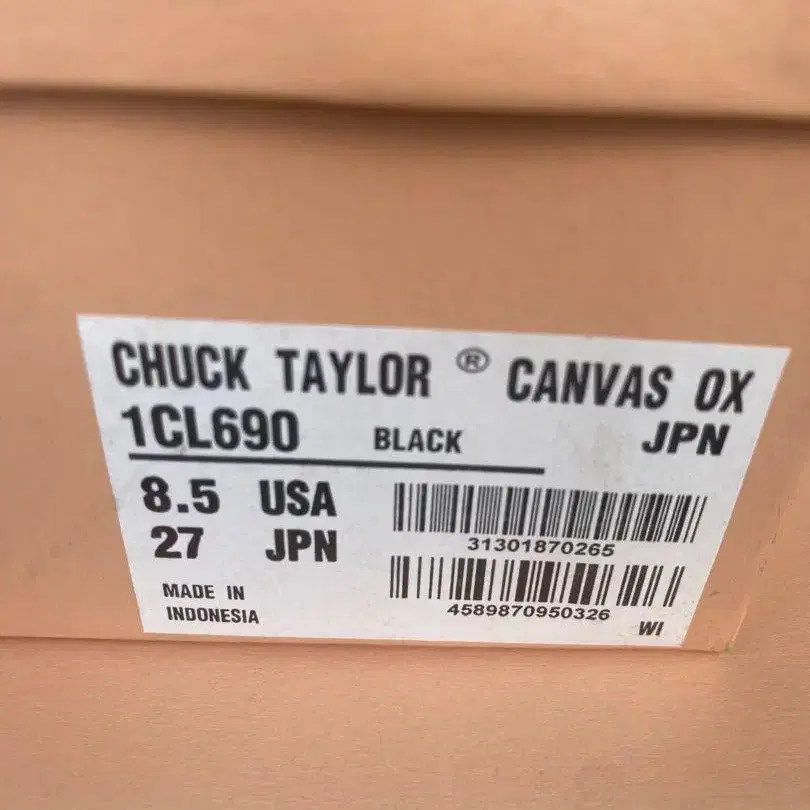 CHUCK TAYLOR ® CANVAS OX
1CL690 BLACK JPN
8.5 USA
27 JPN
31301870265
MADE IN
INDONESIA
4589870950326
WI